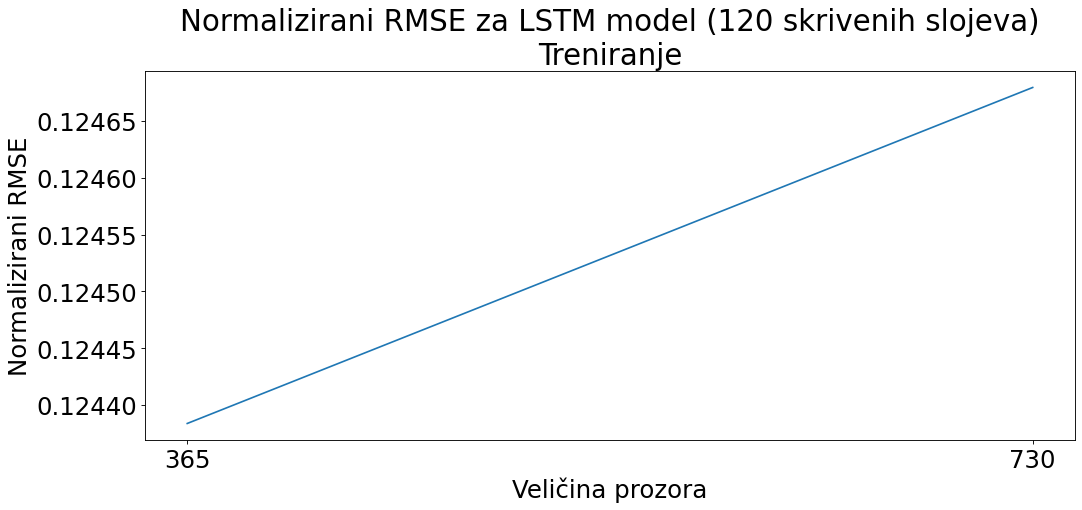 Normalizirani RMSE za LSTM model (120 skrivenih slojeva)
Treniranje
Normalizirani RMSE
0.12465
0.12460
0.12455
0.12450
0.12445
0.12440
365
730
Veličina prozora